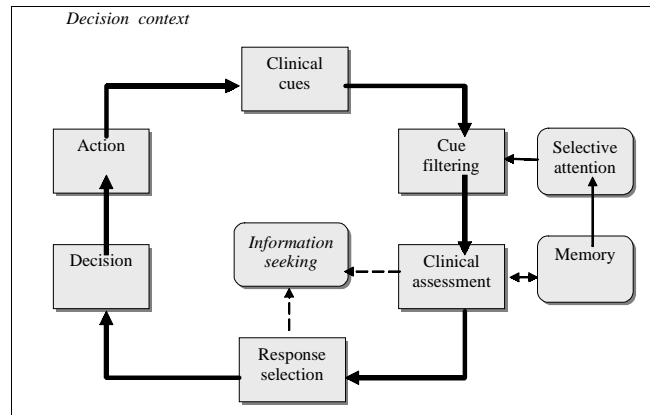 Decision context
Clinical
cues
Action
Cue
filtering
Selective
attention
Decision
Information
seeking
Clinical
assessment
Memory
Response
selection